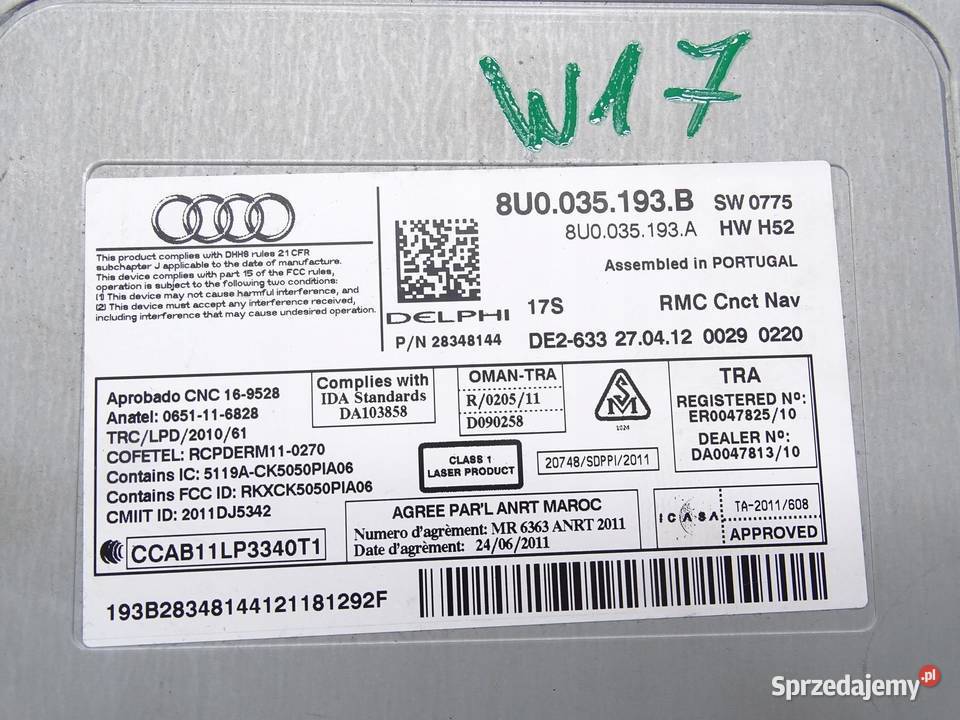 W17
8U0.035.193.B SW 0775
8U0.035.193.A HW H52
Assembled in PORTUGAL
This product complies with DHHS rules 21 CFR
subchapter J applicable to the date of manufacture.
This device complies with part 15 of the FCC rules,
operation is subject to the following two conditions:
(1) This device may not cause harmful interference, and
(2) This device must accept any interference received,
including interference that may cause undesired operation.
DELPHI 17S RMC Cnct Nav
P/N 28348144 DE2-633 27.04.12 0029 0220
Aprobado CNC 16-9528
Anatel: 0651-11-6828
TRC/LPD/2010/61
COFETEL: RCPDERM11-0270
Contains IC: 5119A-CK5050PIA06
Contains FCC ID: RKXCK5050PIA06
CMIIT ID: 2011DJ5342
CCAB11LP3340T1
Complies with
IDA Standards
DA103858
OMAN-TRA
R/0205/11
D090258
CLASS 1
LASER PRODUCT
SM
1024
20748/SDPPI/2011
TRA
REGISTERED Nº:
ER0047825/10
DEALER Nº:
DA0047813/10
AGREE PAR'L ANRT MAROC
Numero d'agrèment: MR 6363 ANRT 2011
Date d'agrèment: 24/06/2011
ICASA
TA-2011/608
APPROVED
193B28348144121181292F
Sprzedajemy.pl